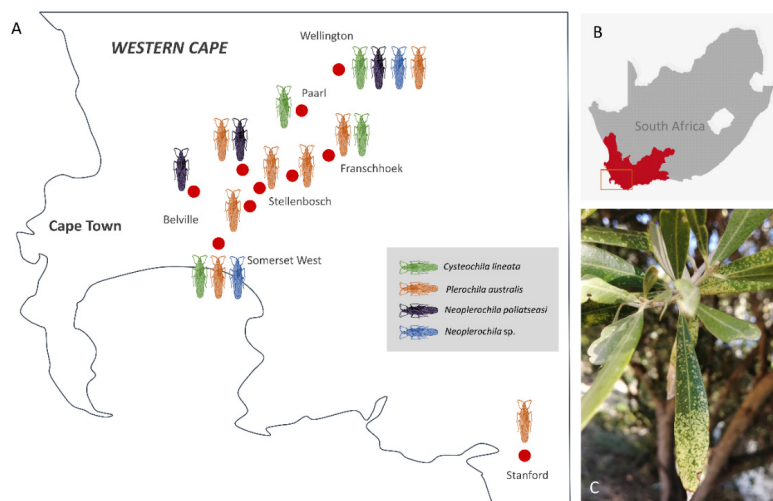 A
WESTERN CAPE
Wellington
Paarl
Franschhoek
Stellenbosch
Belville
Cape Town
Somerset West
Cysteochila lineata
Plerochila australis
Neoplerochila paliatseasi
Neoplerochila sp.
Stanford
B
South Africa
C